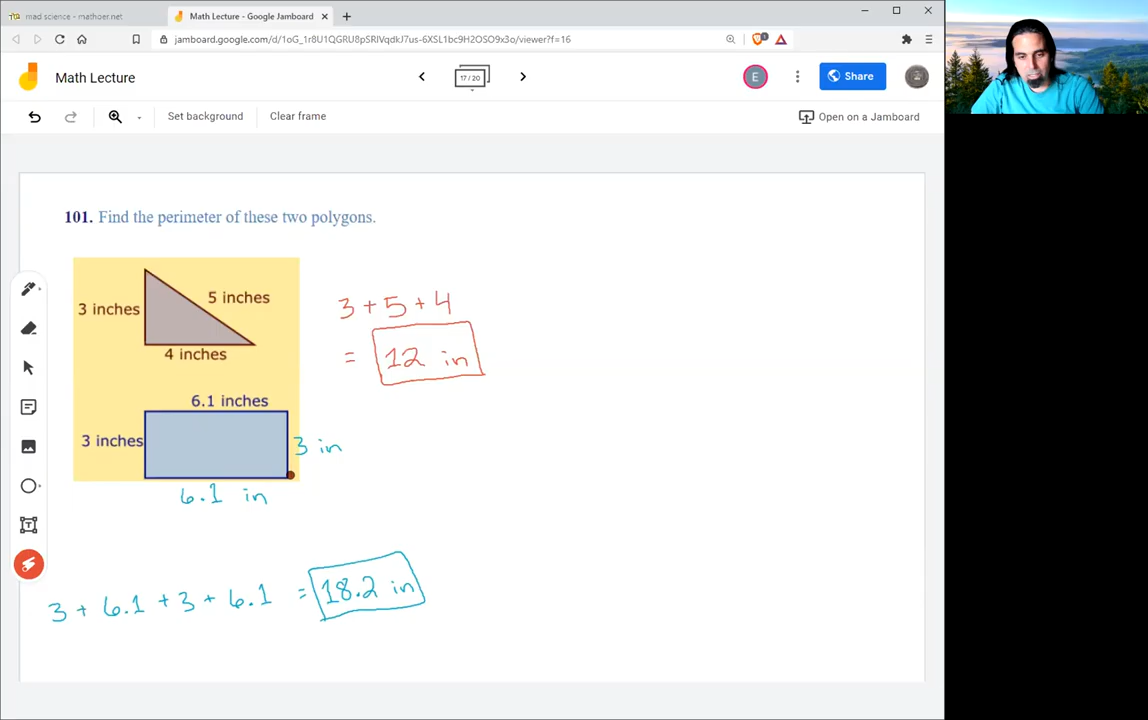 mad science - mathoer.net
Math Lecture - Google Jamboard
jamboard.google.com/d/1oG_1r8U1QGRU8pSRlVqdkJ7us-6XSL1bc9H2OSO9x3o/viewer?f=16
Math Lecture
17 / 20
E
Share
Set background
Clear frame
Open on a Jamboard
101. Find the perimeter of these two polygons.
3 inches
5 inches
4 inches
3 + 5 + 4
= 12 in
6.1 inches
3 inches
3 in
6.1 in
3 + 6.1 + 3 + 6.1 = 18.2 in